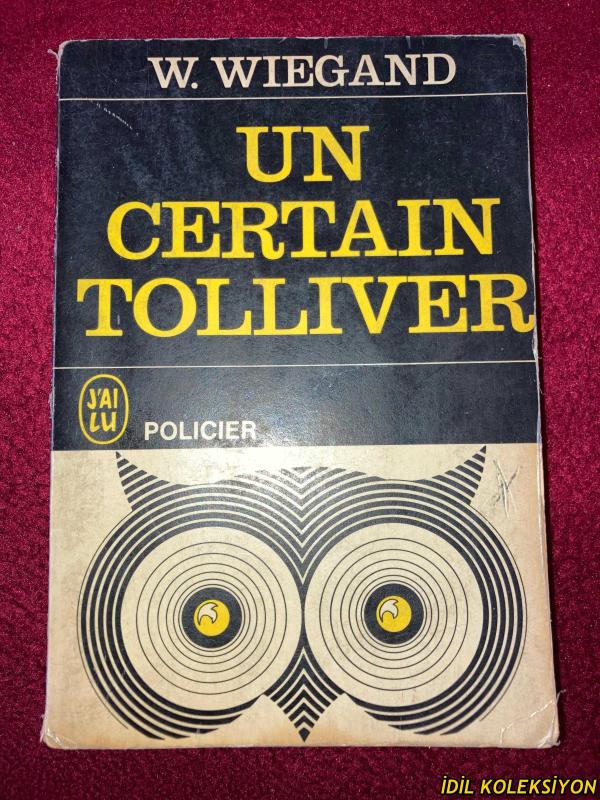 W. WIEGAND
UN
CERTAIN
TOLLIVER
J'AI
LU
POLICIER
İDİL KOLEKSİYON